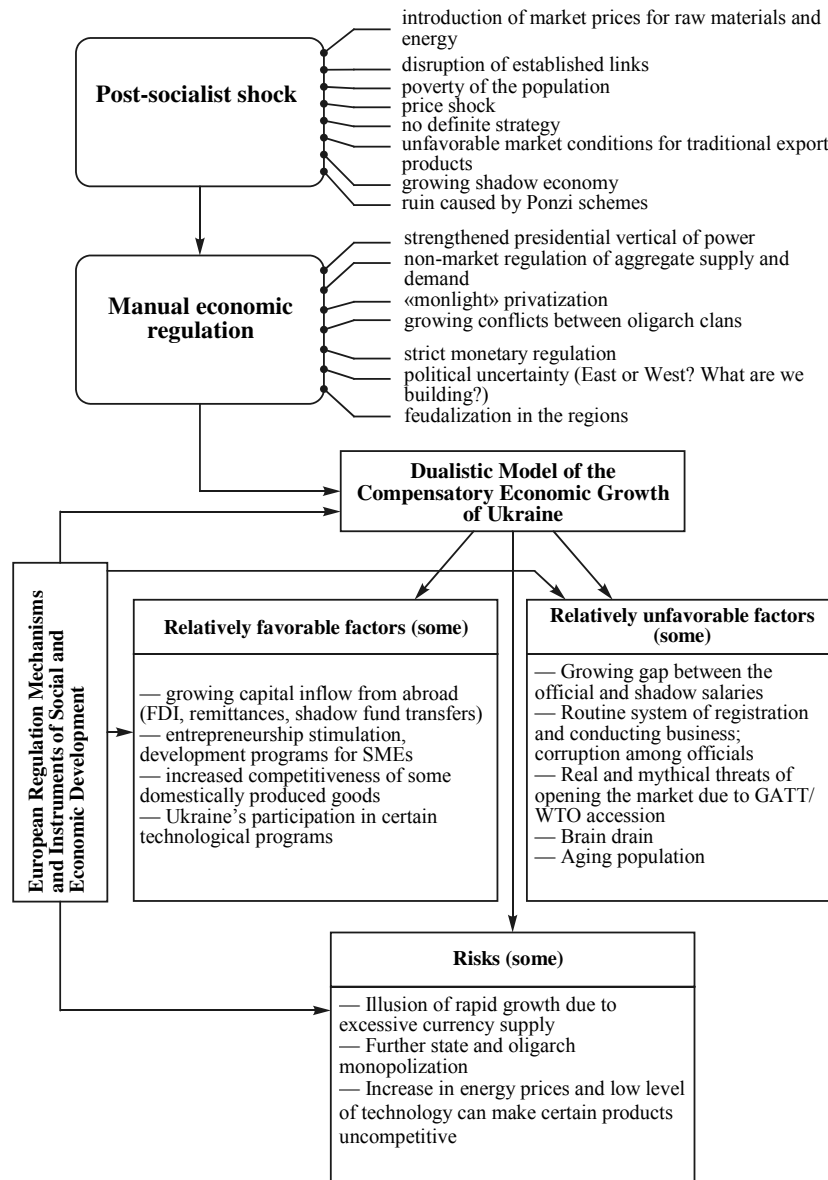 Post-socialist shock
introduction of market prices for raw materials and
energy
disruption of established links
poverty of the population
price shock
no definite strategy
unfavorable market conditions for traditional export
products
growing shadow economy
ruin caused by Ponzi schemes
Manual economic
regulation
strengthened presidential vertical of power
non-market regulation of aggregate supply and
demand
«monlight» privatization
growing conflicts between oligarch clans
strict monetary regulation
political uncertainty (East or West? What are we
building?)
feudalization in the regions
Dualistic Model of the
Compensatory Economic Growth
of Ukraine
European Regulation Mechanisms
and Instruments of Social and
Economic Development
Relatively favorable factors (some)
— growing capital inflow from abroad
(FDI, remittances, shadow fund transfers)
— entrepreneurship stimulation,
development programs for SMEs
— increased competitiveness of some
domestically produced goods
— Ukraine’s participation in certain
technological programs
Relatively unfavorable factors
(some)
— Growing gap between the
official and shadow salaries
— Routine system of registration
and conducting business;
corruption among officials
— Real and mythical threats of
opening the market due to GATT/
WTO accession
— Brain drain
— Aging population
Risks (some)
— Illusion of rapid growth due to
excessive currency supply
— Further state and oligarch
monopolization
— Increase in energy prices and low level
of technology can make certain products
uncompetitive